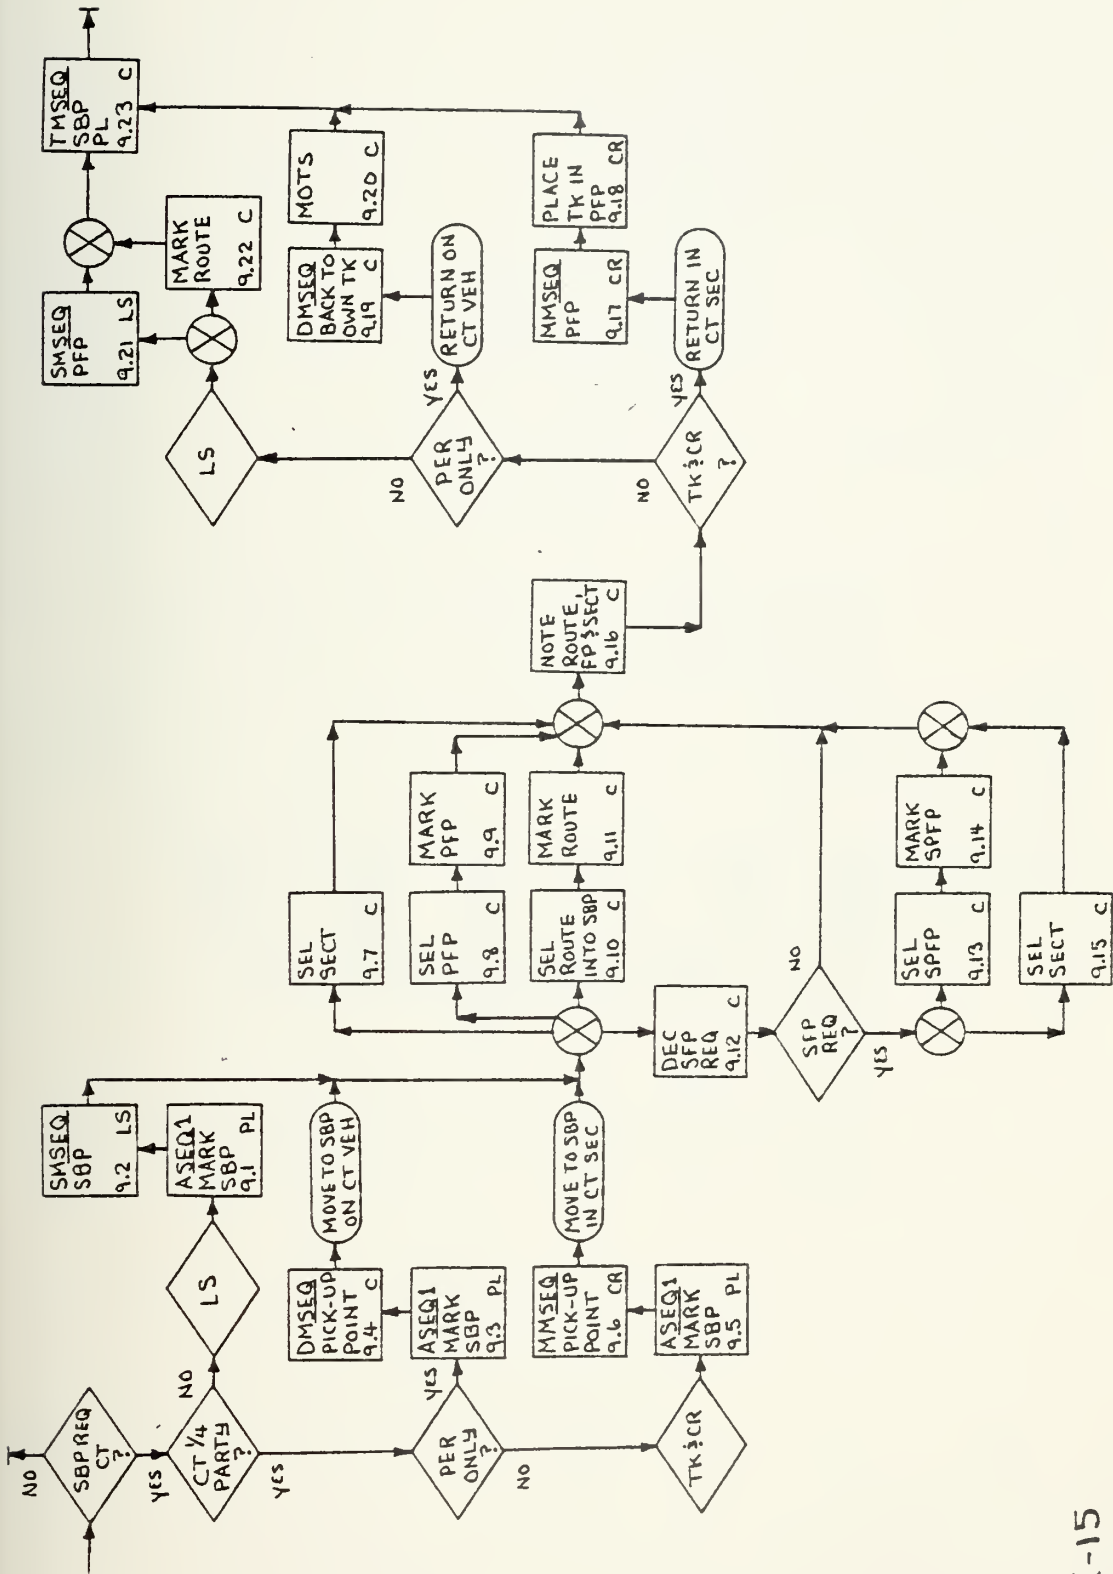 NO
SBP REQ
CT
?
YES
CT 1/4
PARTY
?
NO
YES
LS
ASEQ1
MARK
SBP
9.1 PL
SMSEQ
SBP
9.2 LS
PER
ONLY
?
YES
NO
ASEQ1
MARK
SBP
9.3 PL
DMSEQ
PICK-UP
POINT
9.4 C
MOVE TO SBP
ON CT VEH
TK & CR
ASEQ1
MARK
SBP
9.5 PL
MMSEQ
PICK-UP
POINT
9.6 CR
MOVE TO SBP
IN CT SEC
SEL
SECT
9.7 C
SEL
PFP
9.8 C
MARK
PFP
9.9 C
SEL
ROUTE
INTO SBP
9.10 C
MARK
ROUTE
9.11 C
DEC
SFP
REQ
9.12 C
SFP
REQ
?
NO
YES
SEL
SPFP
9.13 C
MARK
SPFP
9.14 C
SEL
SECT
9.15 C
NOTE
ROUTE,
FP & SECT
9.16 C
TK & CR
?
YES
NO
RETURN IN
CT SEC
MMSEQ
PFP
9.17 CR
PLACE
TK IN
PFP
9.18 CR
PER
ONLY
?
YES
NO
RETURN ON
CT VEH
DMSEQ
BACK TO
OWN TK
9.19 C
MOTS
9.20 C
LS
SMSEQ
PFP
9.21 LS
MARK
ROUTE
9.22 C
TMSEQ
SBP
PL
9.23 C
-15